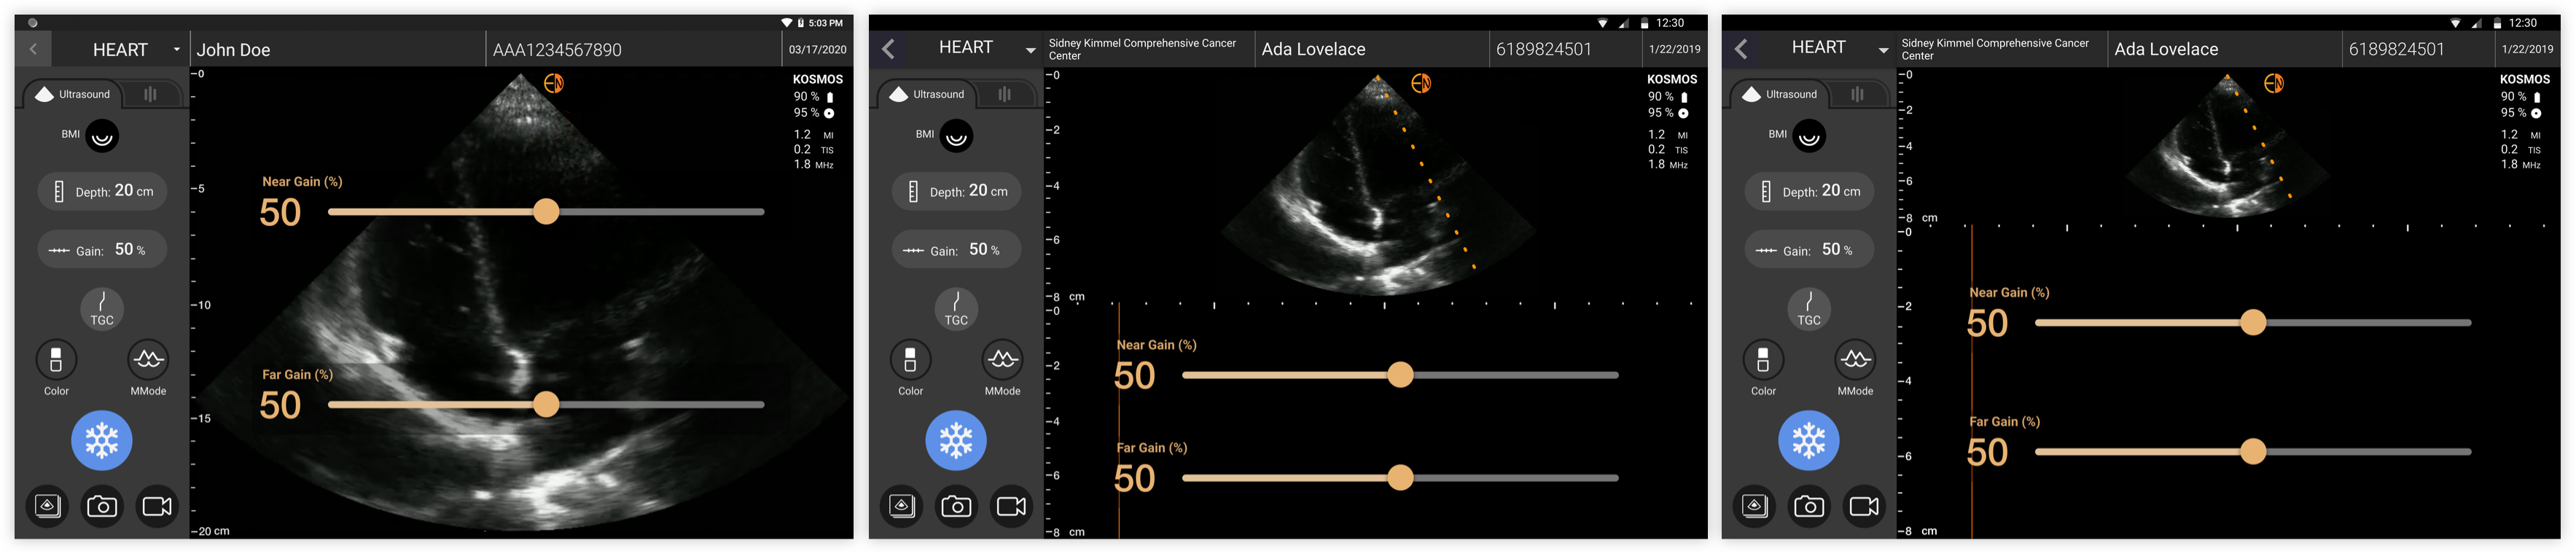 5:03 PM
HEART
John Doe
AAA1234567890
03/17/2020
Ultrasound
BMI
Depth: 20 cm
Gain: 50 %
TGC
Color
MMode
0
5
10
15
20 cm
Near Gain (%)
50
Far Gain (%)
50
KOSMOS
90 %
95 %
1.2 MI
0.2 TIS
1.8 MHz
12:30
HEART
Sidney Kimmel Comprehensive Cancer
Center
Ada Lovelace
6189824501
1/22/2019
Ultrasound
BMI
Depth: 20 cm
Gain: 50 %
TGC
Color
MMode
0
2
4
6
8 cm
0
2
4
6
8 cm
Near Gain (%)
50
Far Gain (%)
50
KOSMOS
90 %
95 %
1.2 MI
0.2 TIS
1.8 MHz
12:30
HEART
Sidney Kimmel Comprehensive Cancer
Center
Ada Lovelace
6189824501
1/22/2019
Ultrasound
BMI
Depth: 20 cm
Gain: 50 %
TGC
Color
MMode
0
2
4
6
8 cm
0
2
4
6
8 cm
Near Gain (%)
50
Far Gain (%)
50
KOSMOS
90 %
95 %
1.2 MI
0.2 TIS
1.8 MHz